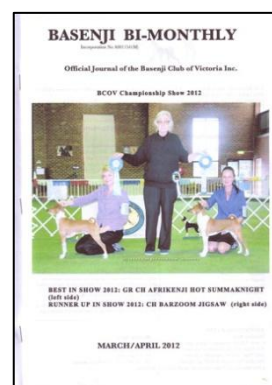 BASENJI BI-MONTHLY
Official Journal of the Basenji Club of Victoria Inc.
BCOV Championship Show 2012
BEST IN SHOW 2012: GR CH AFRIKENJI HOT SUMMAKNIGHT
(left side)
RUNNER UP IN SHOW 2012: CH BARZOOM JIGSAW (right side)
MARCH/APRIL 2012